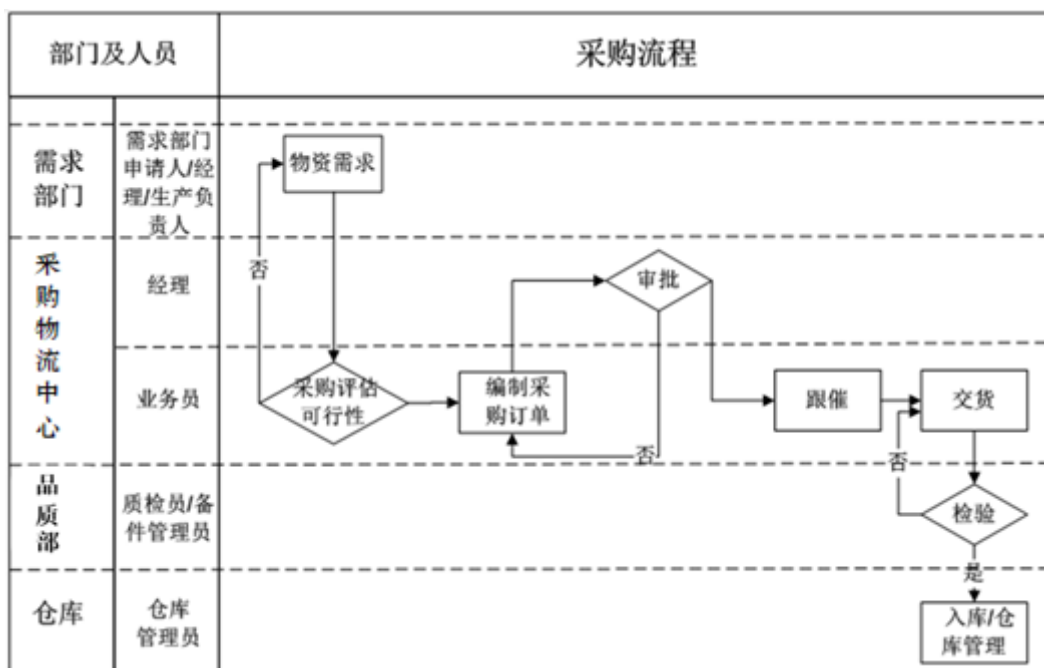 部门及人员
采购流程
需求
部门
需求部门
申请人/经
理/生产负
责人
物资需求
否
采
购
物
流
中
心
经理
审批
业务员
采购评估
可行性
编制采
购订单
跟催
交货
否
否
品
质
部
质检员/备
件管理员
检验
是
仓库
仓库
管理员
入库/仓
库管理